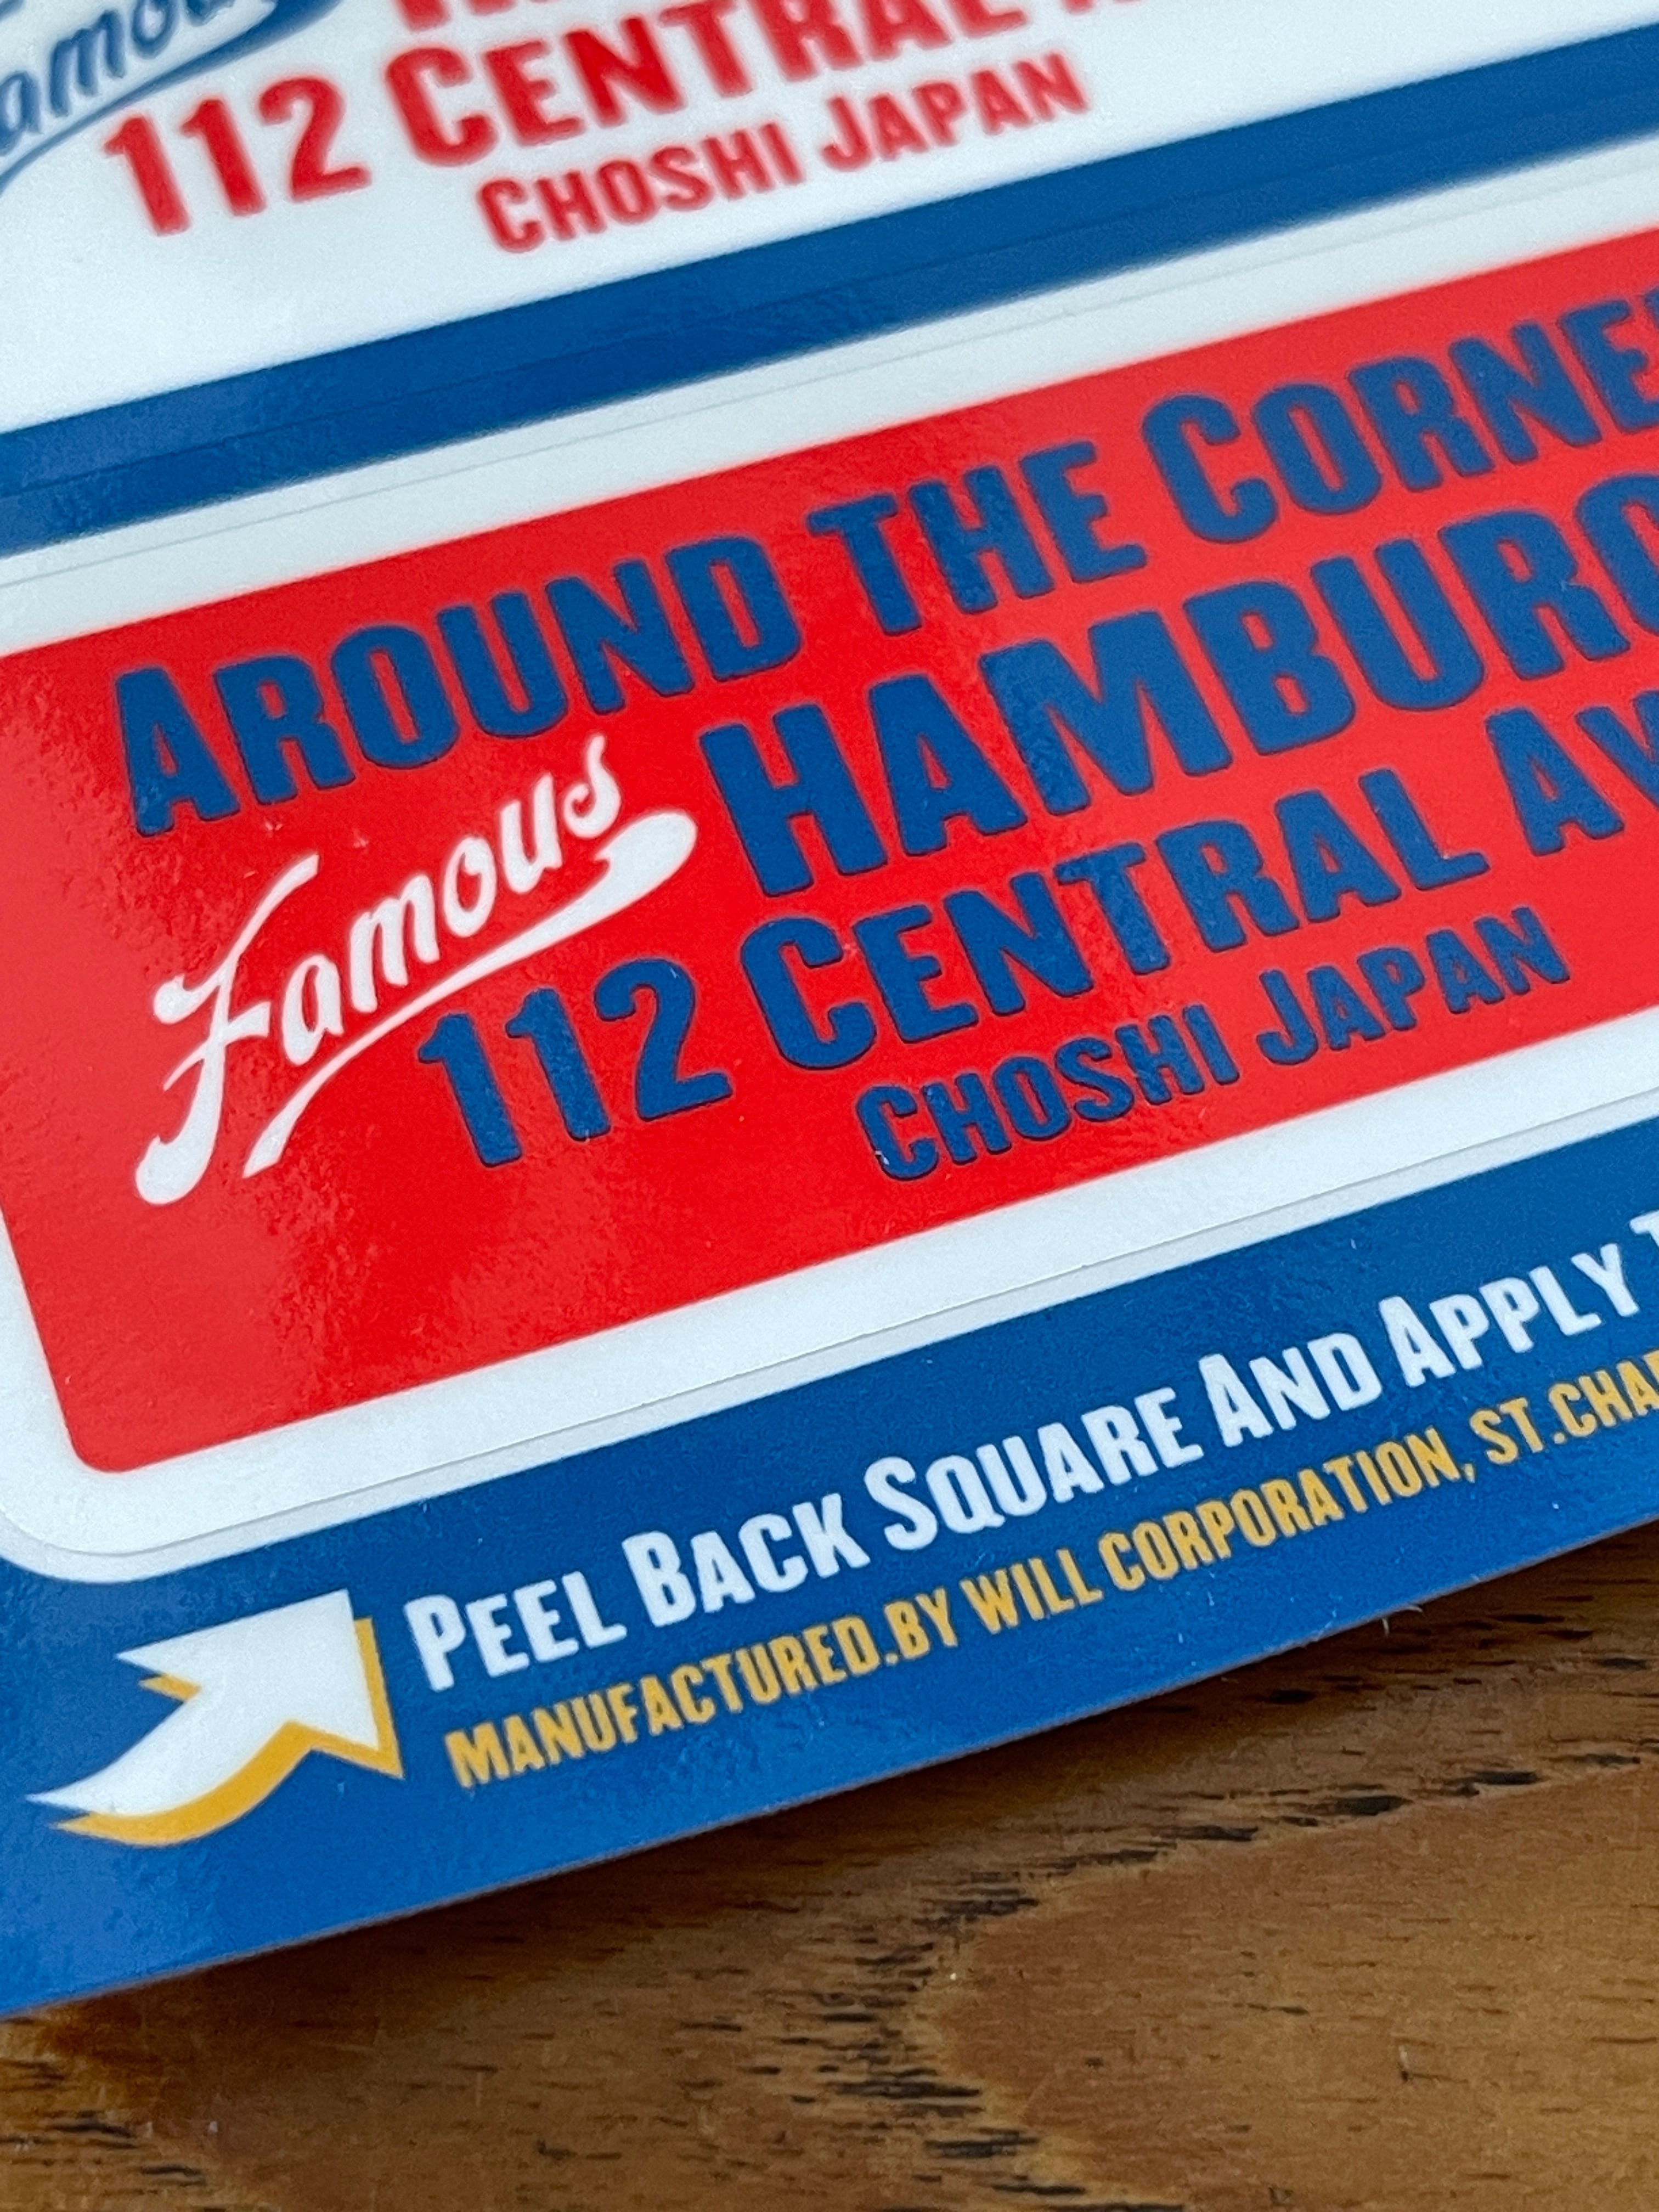 Famous
112 CENTRAL
CHOSHI JAPAN
AROUND THE CORNE
Famous HAMBURG
112 CENTRAL AV
CHOSHI JAPAN
PEEL BACK SQUARE AND APPLY T
MANUFACTURED.BY WILL CORPORATION, ST.CHA